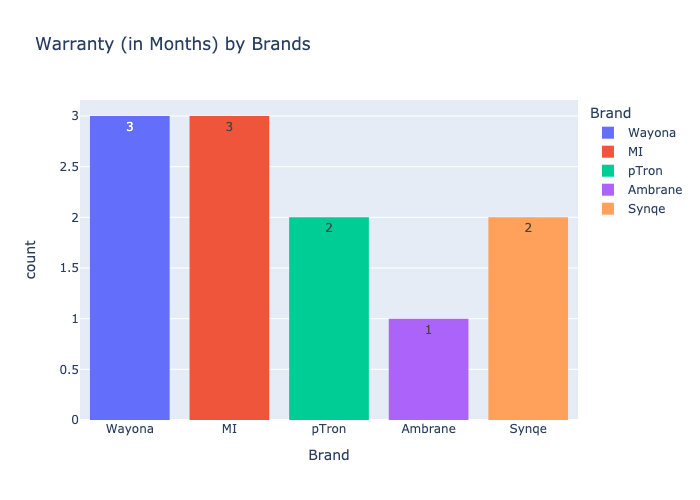 Warranty (in Months) by Brands
Brand
Wayona
MI
pTron
Ambrane
Synqe
count
3
2.5
2
1.5
1
0.5
0
3
3
2
1
2
Wayona
MI
pTron
Ambrane
Synqe
Brand